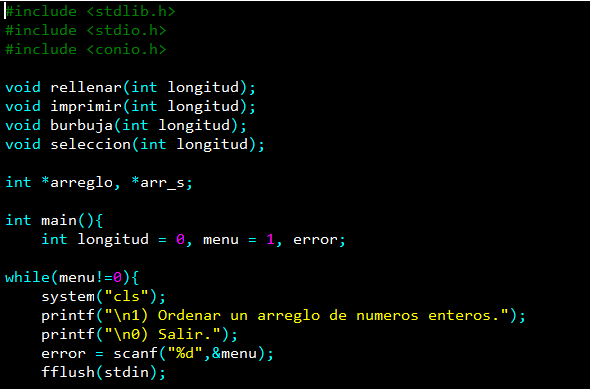 #include <stdlib.h>
#include <stdio.h>
#include <conio.h>
void rellenar(int longitud);
void imprimir(int longitud);
void burbuja(int longitud);
void seleccion(int longitud);
int *arreglo, *arr_s;
int main(){
    int longitud = 0, menu = 1, error;
while(menu!=0){
    system("cls");
    printf("\n1) Ordenar un arreglo de numeros enteros.");
    printf("\n0) Salir.");
    error = scanf("%d",&menu);
    fflush(stdin);